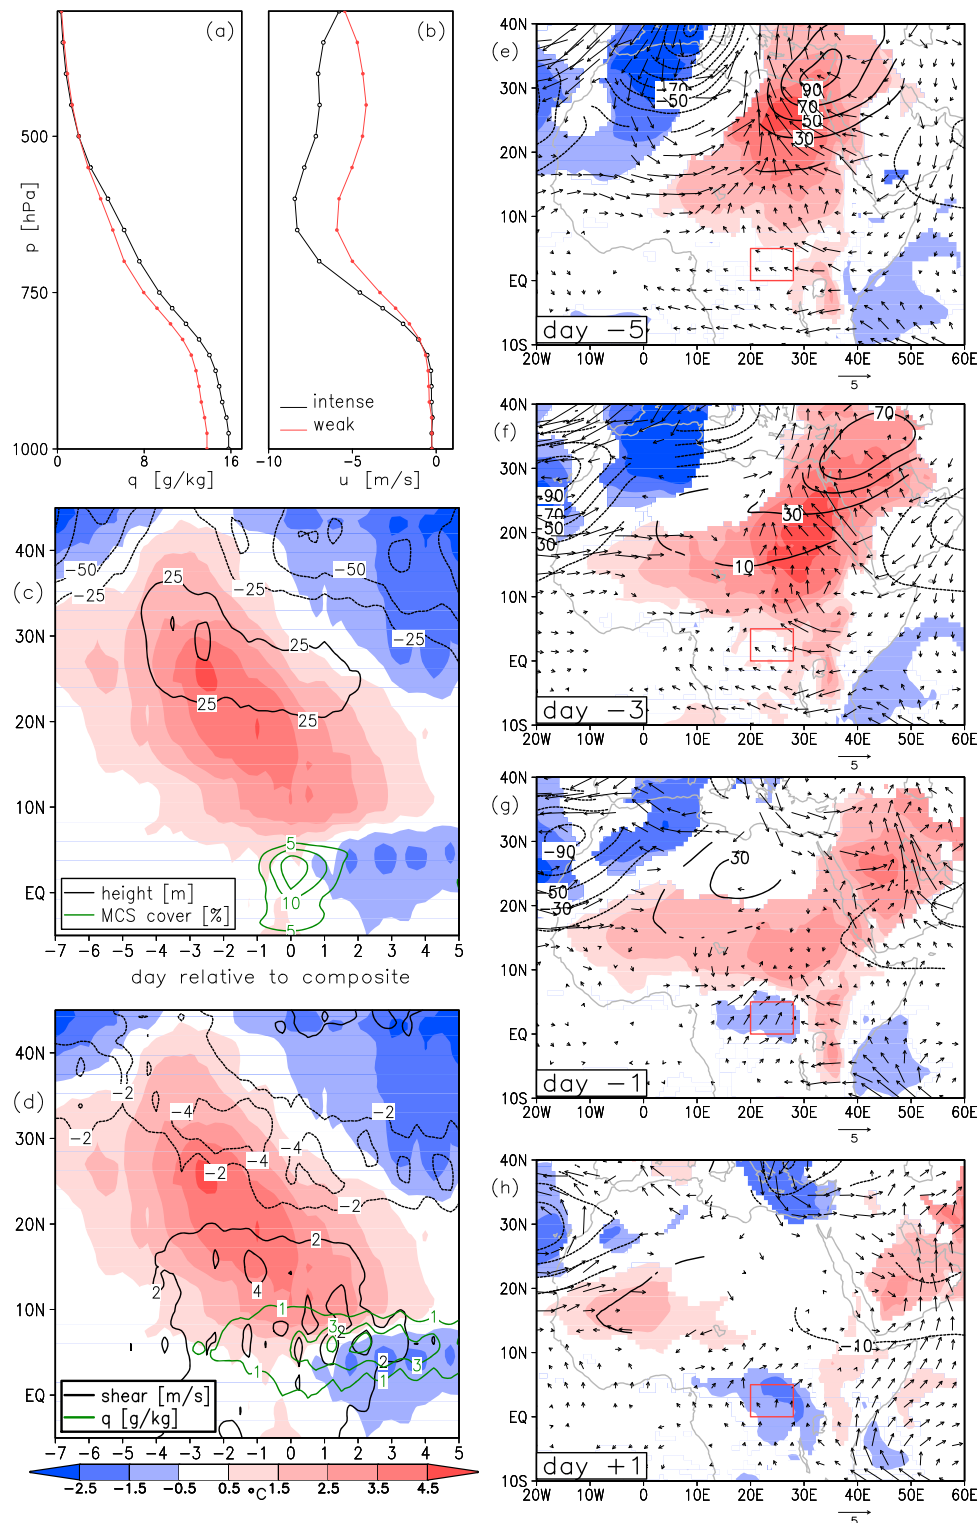 (a)
500
750
1000
p [hPa]
0
8
16
q [g/kg]
(b)
intense
weak
−10
−5
0
u [m/s]
(c)
40N
30N
20N
10N
EQ
−50
−25
−50
−25
25
25
25
25
5
10
5
height [m]
MCS cover [%]
−7 −6 −5 −4 −3 −2 −1 0 1 2 3 4 5
day relative to composite
(d)
40N
30N
20N
10N
EQ
−2
−2
−4
−4
−2
−2
−2
2
2
4
2
2
1
3
1
3
1
1
shear [m/s]
q [g/kg]
−7 −6 −5 −4 −3 −2 −1 0 1 2 3 4 5
−2.5 −1.5 −0.5 0.5 °C 1.5 2.5 3.5 4.5
(e)
40N
30N
20N
10N
EQ
10S
−70
−50
90
70
50
30
day −5
20W 10W 0 10E 20E 30E 40E 50E 60E
5
(f)
40N
30N
20N
10N
EQ
10S
−90
−70
−50
30
70
30
10
day −3
20W 10W 0 10E 20E 30E 40E 50E 60E
5
(g)
40N
30N
20N
10N
EQ
10S
−90
−50
30
30
day −1
20W 10W 0 10E 20E 30E 40E 50E 60E
5
(h)
40N
30N
20N
10N
EQ
10S
−10
day +1
20W 10W 0 10E 20E 30E 40E 50E 60E
5